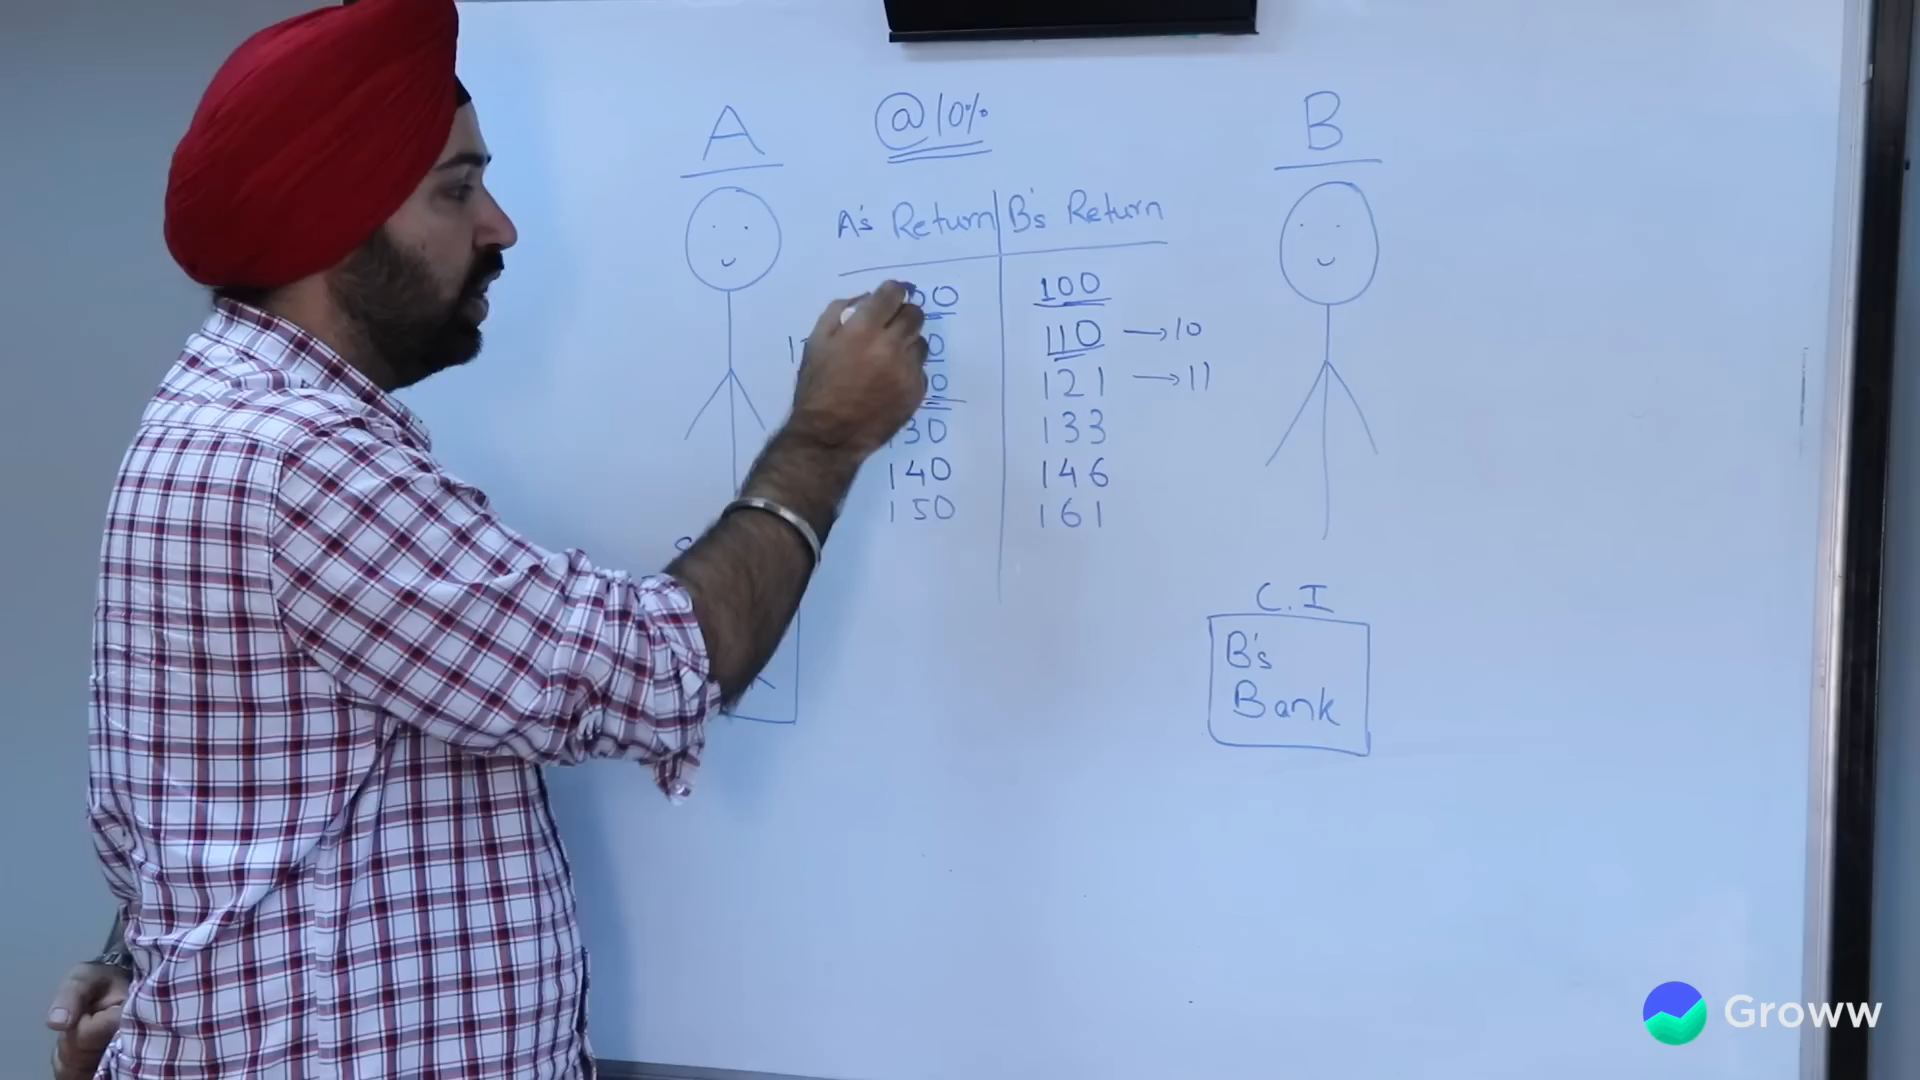 A
@10%
B
A's Return
B's Return
100
110 → 10
121 → 11
130
133
140
146
150
161
C.I
B's
Bank
Groww